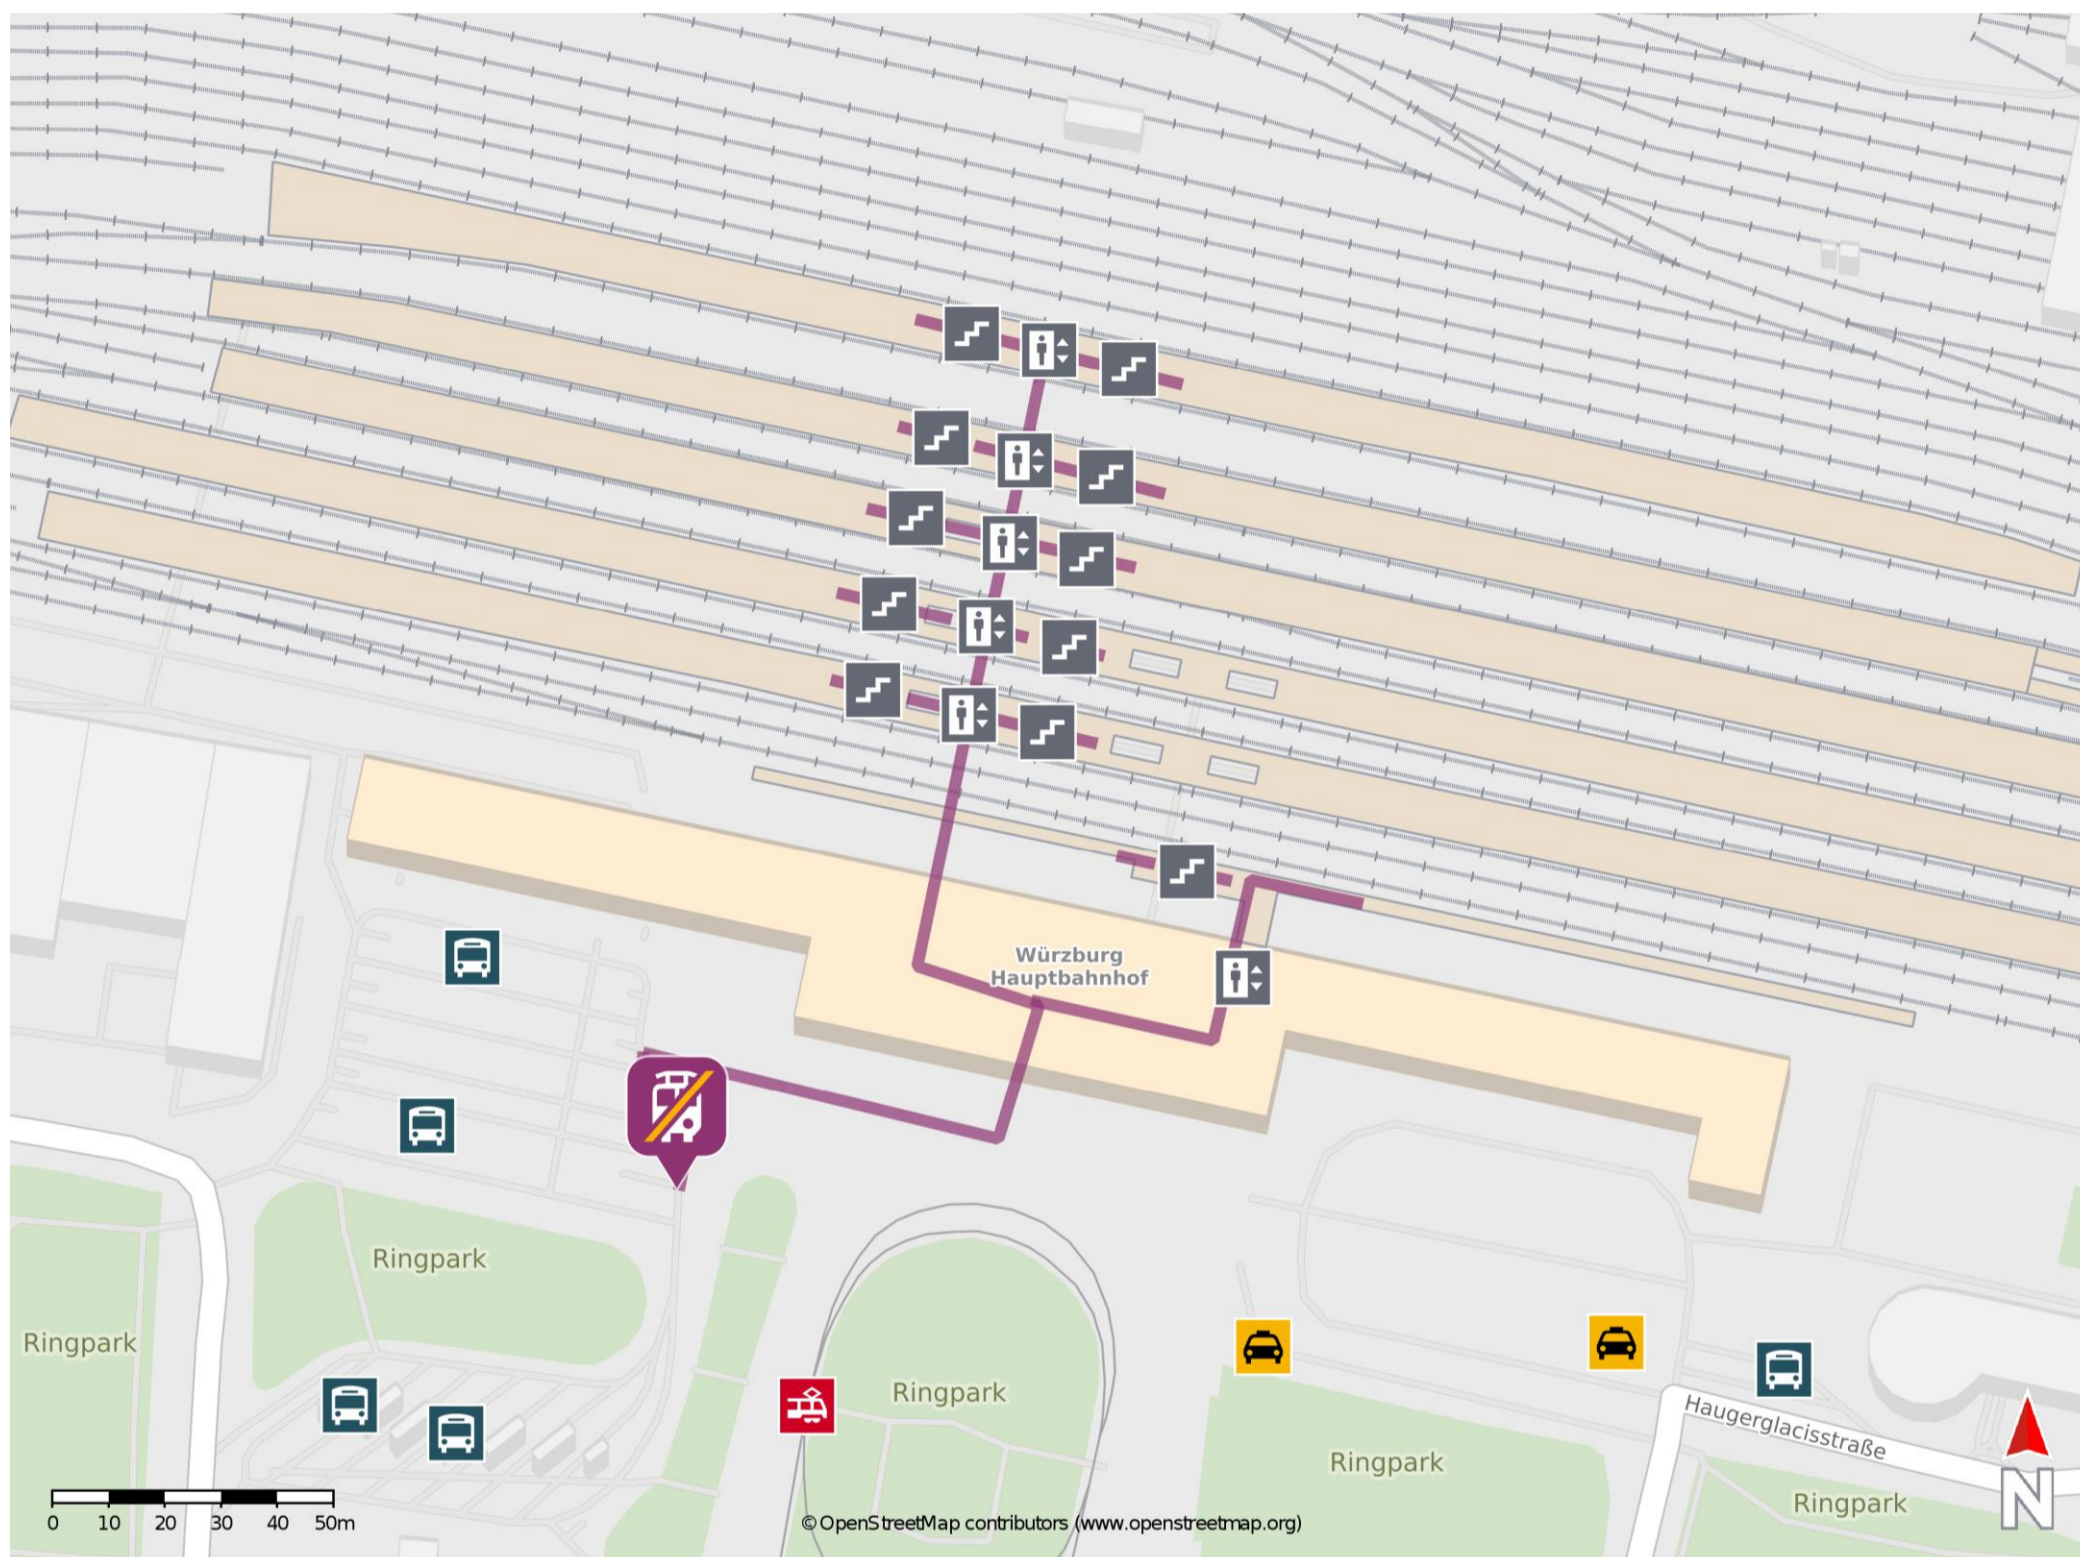 Würzburg
Hauptbahnhof
Ringpark
Ringpark
Ringpark
Haugerglacisstraße
Ringpark
Ringpark
0 10 20 30 40 50m
© OpenStreetMap contributors (www.openstreetmap.org)
N